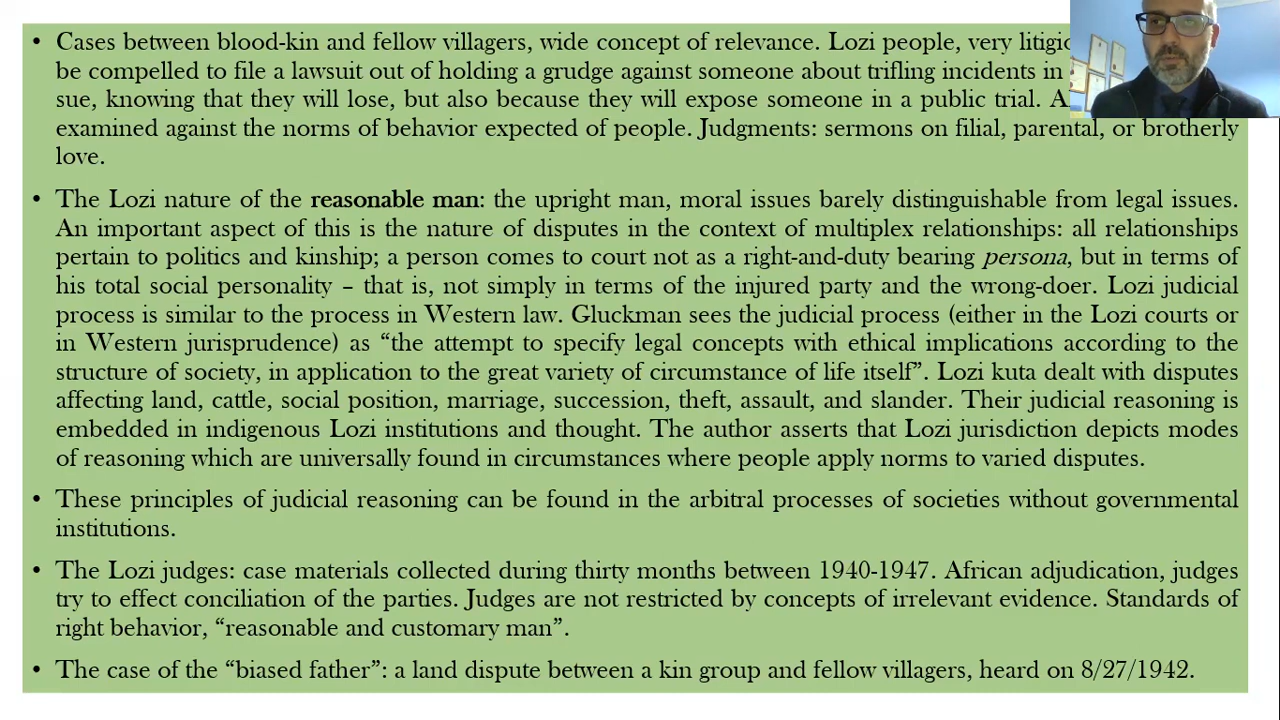 • Cases between blood-kin and fellow villagers, wide concept of relevance. Lozi people, very
be compelled to file a lawsuit out of holding a grudge against someone about trifling incidents in
sue, knowing that they will lose, but also because they will expose someone in a public trial.
examined against the norms of behavior expected of people. Judgments: sermons on filial, parental, or brotherly
love.
• The Lozi nature of the reasonable man: the upright man, moral issues barely distinguishable from legal issues.
An important aspect of this is the nature of disputes in the context of multiplex relationships: all relationships
pertain to politics and kinship; a person comes to court not as a right-and-duty bearing persona, but in terms of
his total social personality – that is, not simply in terms of the injured party and the wrong-doer. Lozi judicial
process is similar to the process in Western law. Gluckman sees the judicial process (either in the Lozi courts or
in Western jurisprudence) as “the attempt to specify legal concepts with ethical implications according to the
structure of society, in application to the great variety of circumstance of life itself”. Lozi kuta dealt with disputes
affecting land, cattle, social position, marriage, succession, theft, assault, and slander. Their judicial reasoning is
embedded in indigenous Lozi institutions and thought. The author asserts that Lozi jurisdiction depicts modes
of reasoning which are universally found in circumstances where people apply norms to varied disputes.
• These principles of judicial reasoning can be found in the arbitral processes of societies without governmental
institutions.
• The Lozi judges: case materials collected during thirty months between 1940-1947. African adjudication, judges
try to effect conciliation of the parties. Judges are not restricted by concepts of irrelevant evidence. Standards of
right behavior, “reasonable and customary man”.
• The case of the “biased father”: a land dispute between a kin group and fellow villagers, heard on 8/27/1942.